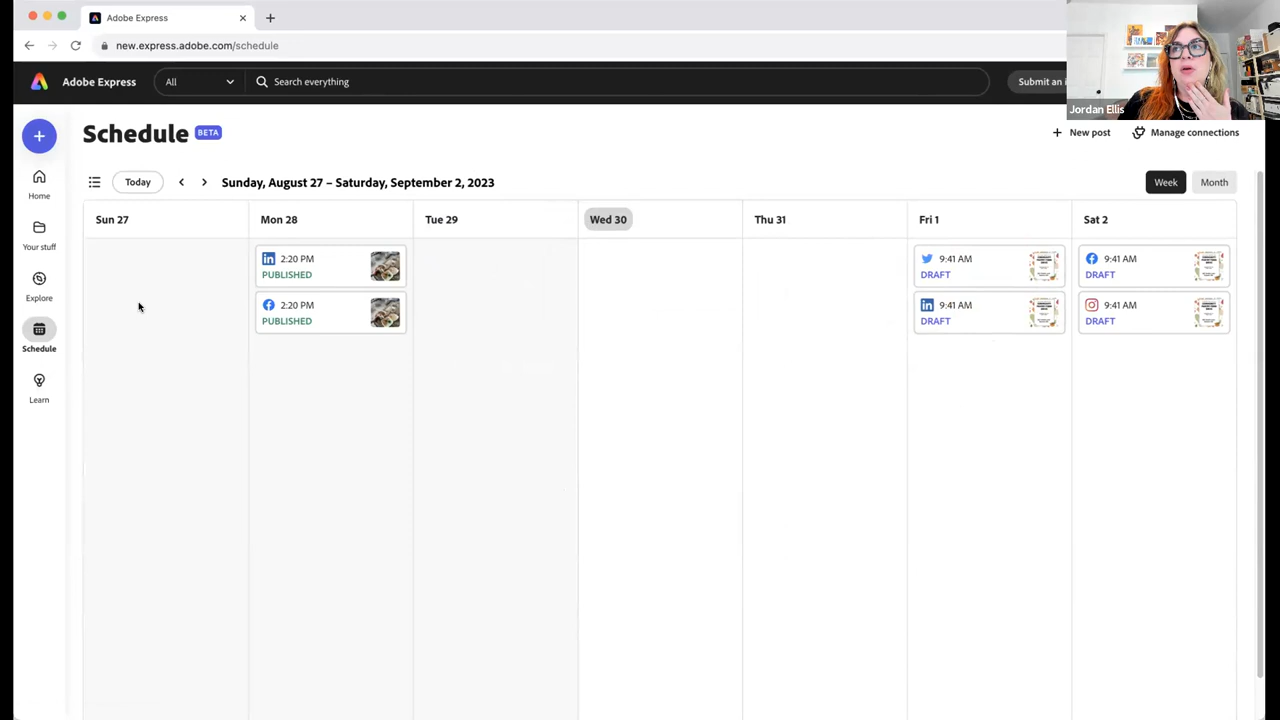 Adobe Express
new.express.adobe.com/schedule
Adobe Express
All
Search everything
Submit an i
Jordan Ellis
Schedule BETA
New post
Manage connections
Home
Your stuff
Explore
Schedule
Learn
Today
Sunday, August 27 – Saturday, September 2, 2023
Week
Month
Sun 27
Mon 28
Tue 29
Wed 30
Thu 31
Fri 1
Sat 2
2:20 PM
PUBLISHED
2:20 PM
PUBLISHED
9:41 AM
DRAFT
9:41 AM
DRAFT
9:41 AM
DRAFT
9:41 AM
DRAFT